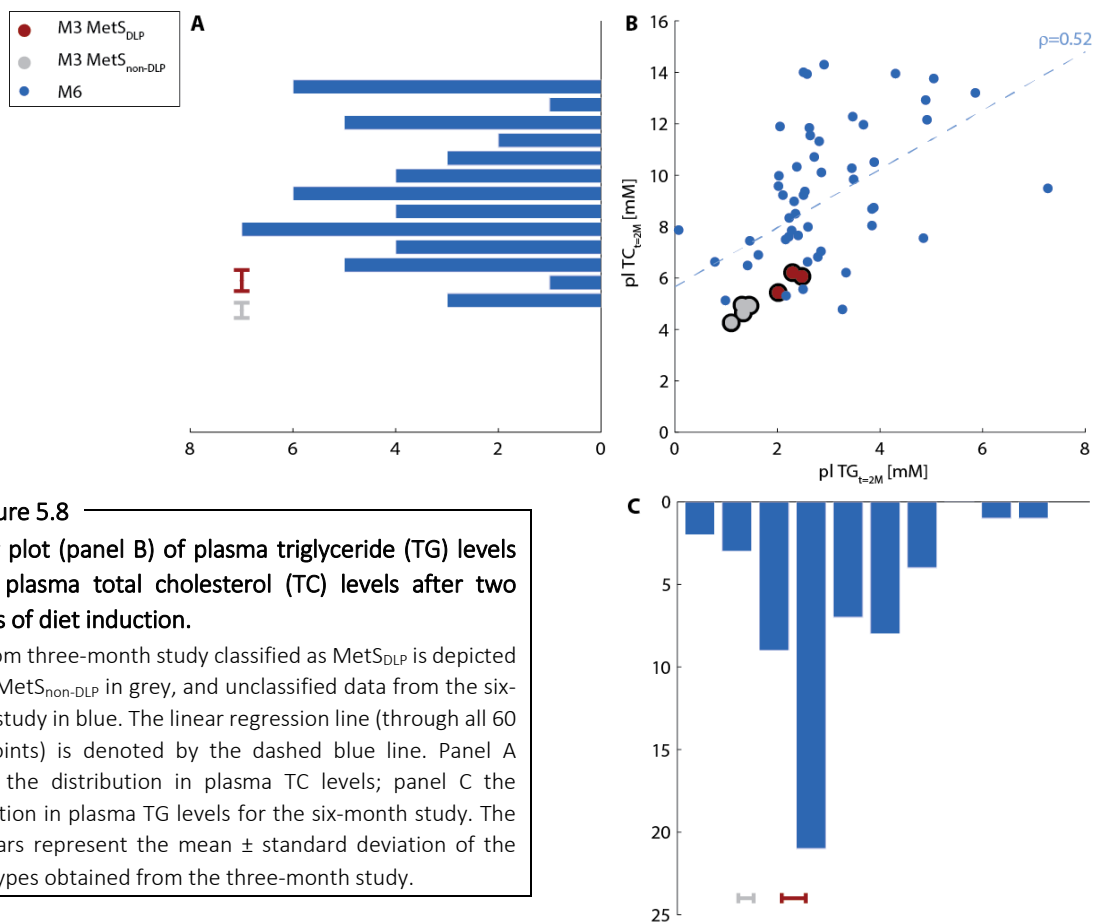 M3 MetS_DLP
M3 MetS_non-DLP
M6
A
8 6 4 2 0
B
16
14
12
10
8
6
4
2
0
ρ=0.52
pl TC_t=2M [mM]
0 2 4 6 8
pl TG_t=2M [mM]
C
0
5
10
15
20
25
ure 5.8
plot (panel B) of plasma triglyceride (TG) levels
plasma total cholesterol (TC) levels after two
s of diet induction.
om three-month study classified as MetS_DLP is depicted
MetS_non-DLP in grey, and unclassified data from the six-
study in blue. The linear regression line (through all 60
oints) is denoted by the dashed blue line. Panel A
the distribution in plasma TC levels; panel C the
tion in plasma TG levels for the six-month study. The
ars represent the mean ± standard deviation of the
ypes obtained from the three-month study.